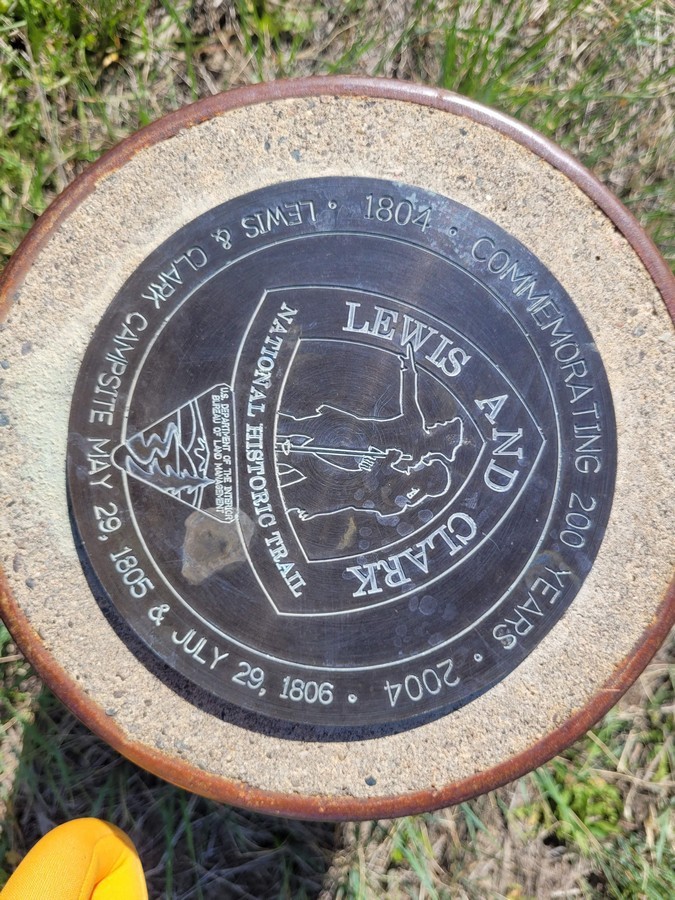 1804 • COMMEMORATING 200 YEARS • 2004 •
LEWIS & CLARK CAMPSITE MAY 29, 1805 & JULY 29, 1806 •
LEWIS AND CLARK
NATIONAL HISTORIC TRAIL
U.S. DEPARTMENT OF THE INTERIOR
BUREAU OF LAND MANAGEMENT